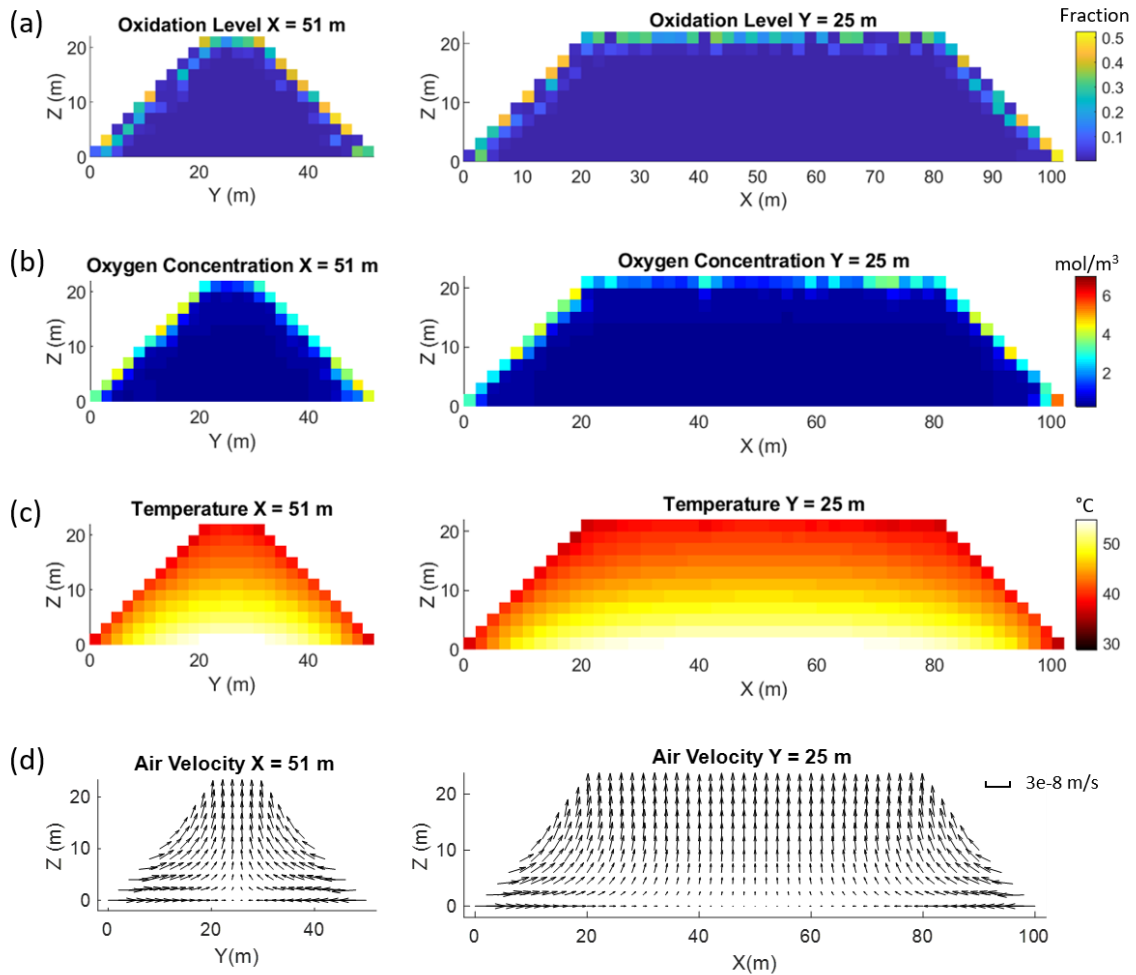 (a)
Oxidation Level X = 51 m
Oxidation Level Y = 25 m
Fraction
20
10
0
Z (m)
0 20 40
Y (m)
20
10
0
Z (m)
0 10 20 30 40 50 60 70 80 90 100
X (m)
0.5
0.4
0.3
0.2
0.1
(b)
Oxygen Concentration X = 51 m
Oxygen Concentration Y = 25 m
mol/m³
20
10
0
Z (m)
0 20 40
Y (m)
20
10
0
Z (m)
0 20 40 60 80 100
X (m)
6
4
2
(c)
Temperature X = 51 m
Temperature Y = 25 m
°C
20
10
0
Z (m)
0 20 40
Y (m)
20
10
0
Z (m)
0 20 40 60 80 100
X (m)
50
40
30
(d)
Air Velocity X = 51 m
Air Velocity Y = 25 m
3e-8 m/s
20
10
0
Z (m)
0 20 40
Y(m)
20
10
0
Z (m)
0 20 40 60 80 100
X(m)